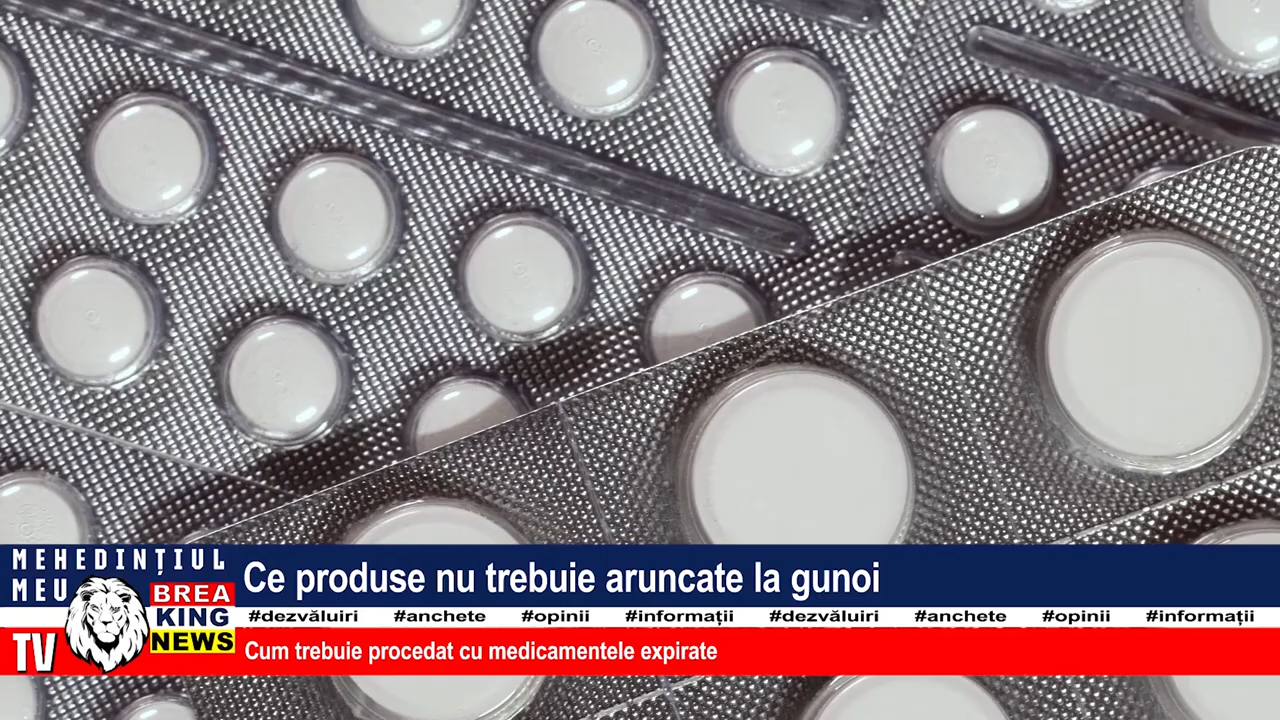 MEHEDINȚIUL
MEU
BREA
KING
NEWS
TV
Ce produse nu trebuie aruncate la gunoi
#dezvăluiri #anchete #opinii #informații #dezvăluiri #anchete #opinii #informații
Cum trebuie procedat cu medicamentele expirate